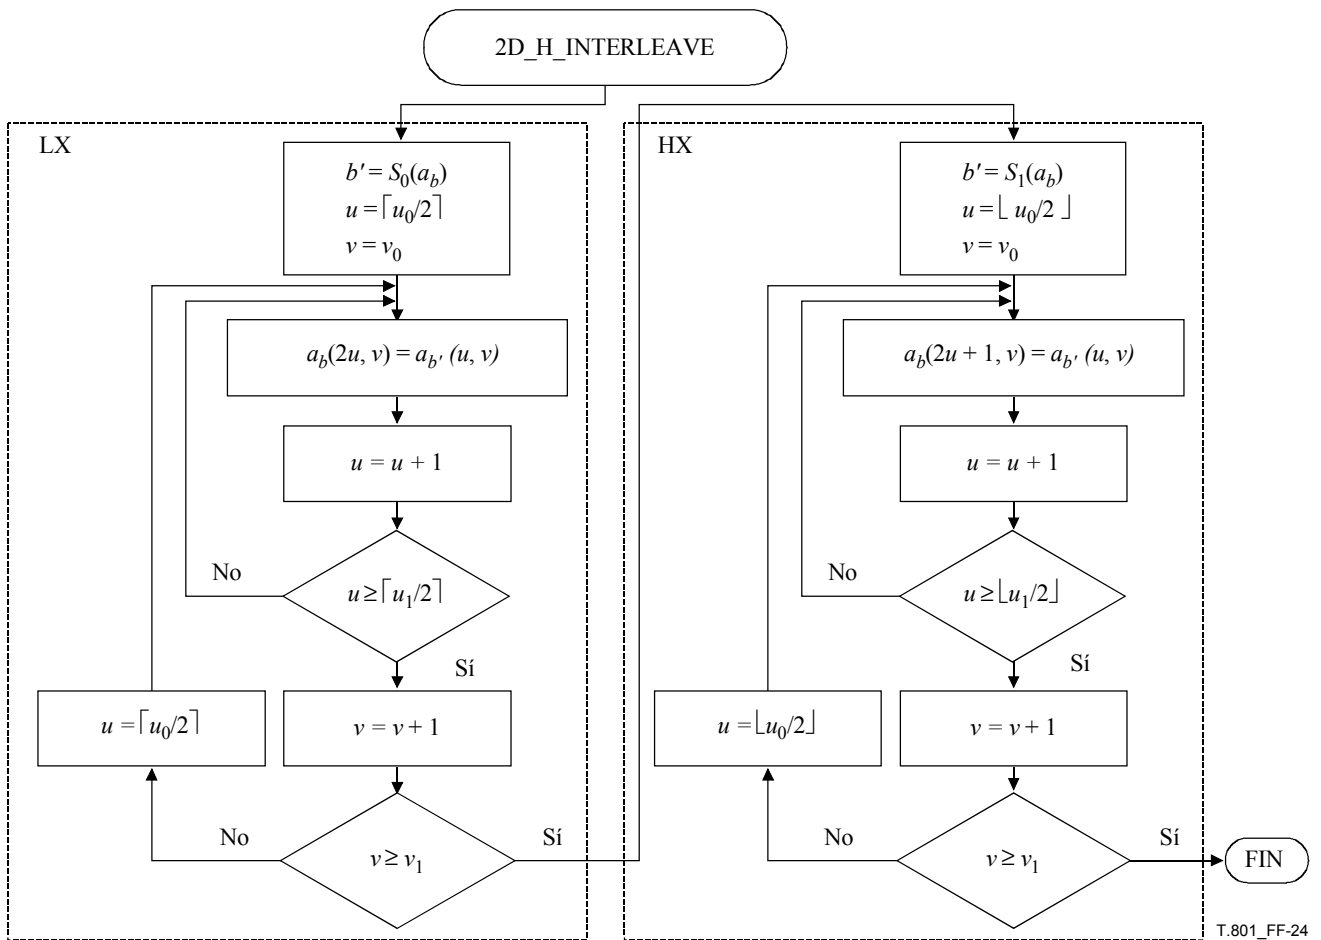 2D_H_INTERLEAVE
LX
b′ = S0(ab)
u = ⌈u0/2⌉
v = v0
ab(2u, v) = ab′ (u, v)
u = u + 1
u ≥ ⌈u1/2⌉
No
Sí
u = ⌈u0/2⌉
v = v + 1
No
v ≥ v1
Sí
HX
b′ = S1(ab)
u = ⌊ u0/2 ⌋
v = v0
ab(2u + 1, v) = ab′ (u, v)
u = u + 1
u ≥ ⌊u1/2⌋
No
Sí
u = ⌊u0/2⌋
v = v + 1
No
v ≥ v1
Sí
FIN
T.801_FF-24